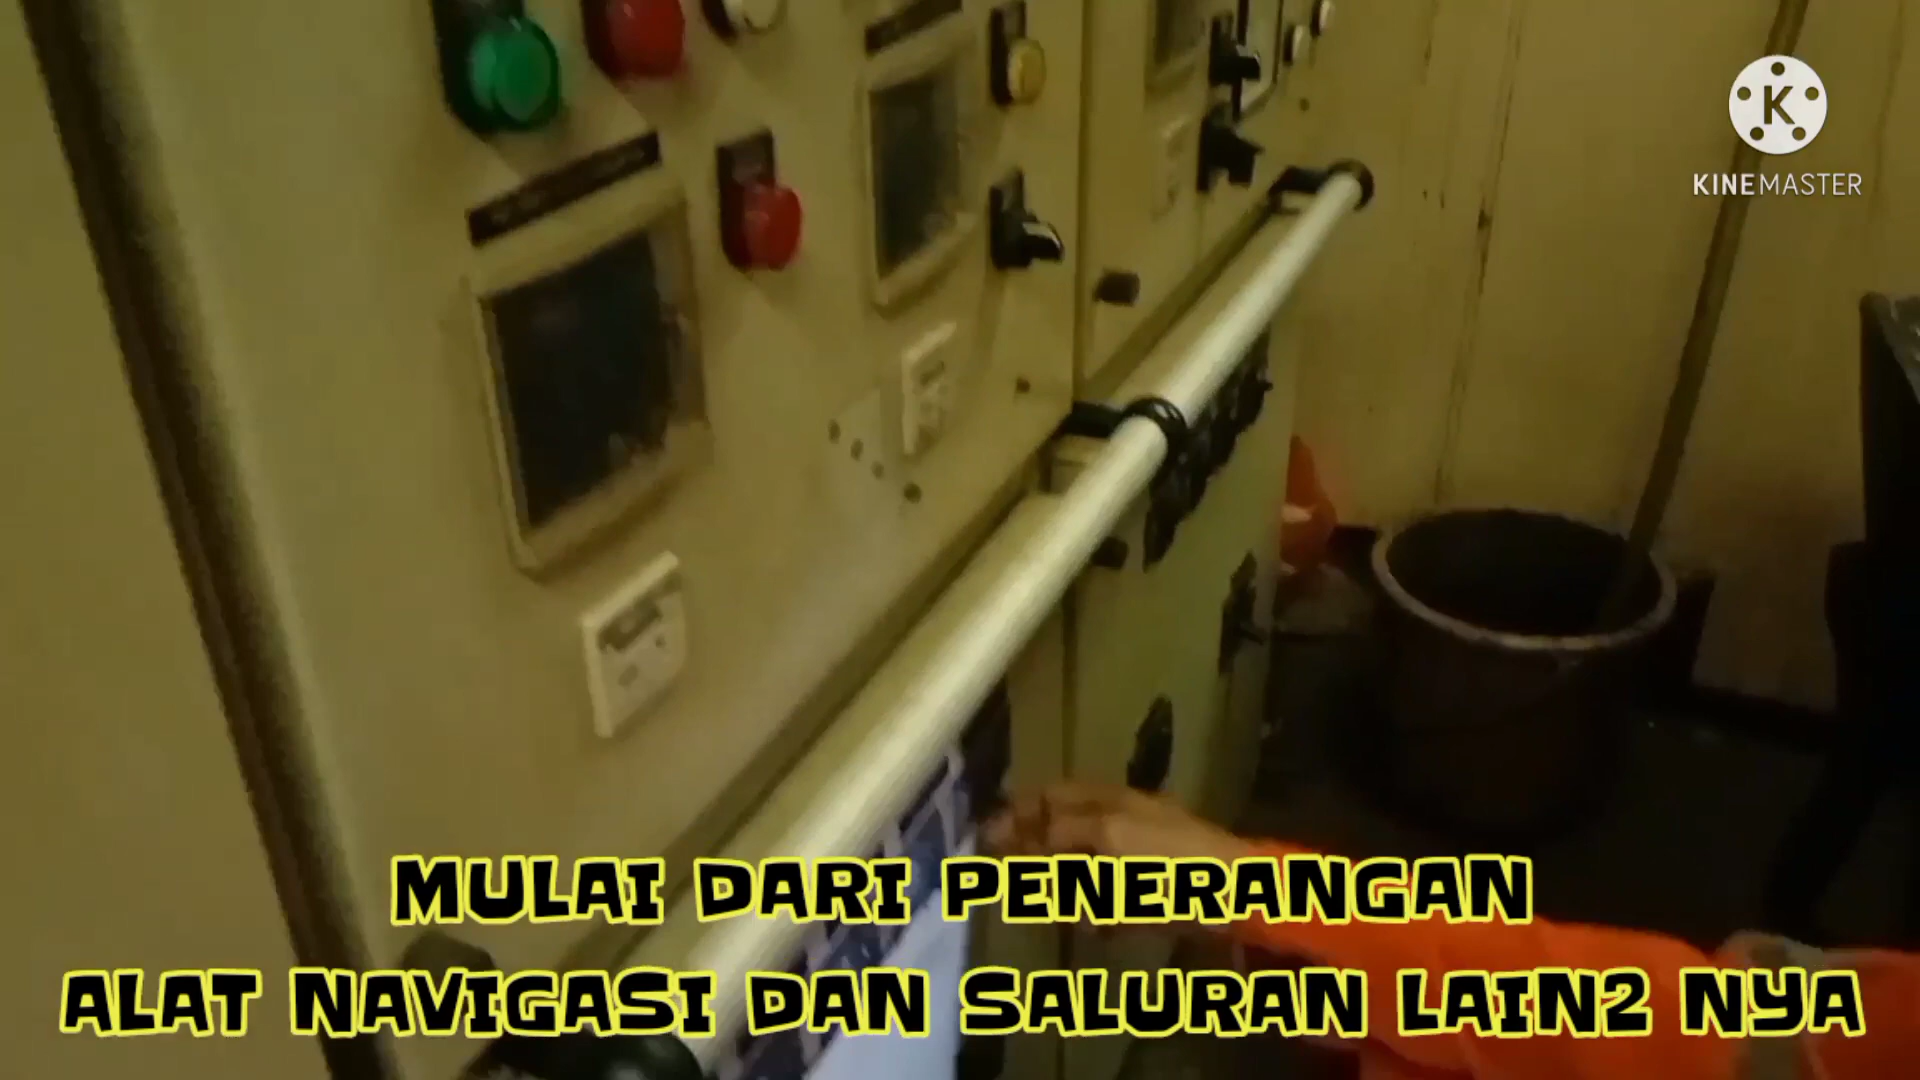 K
KINEMASTER
MULAI DARI PENERANGAN
ALAT NAVIGASI DAN SALURAN LAIN2 NYA